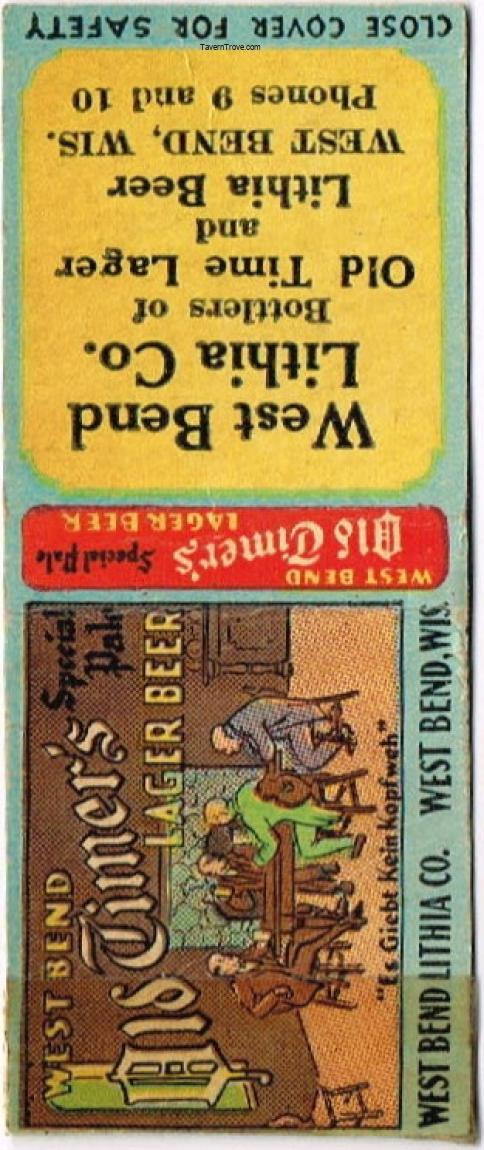 TavernTrove.com
CLOSE COVER FOR SAFETY
West Bend
Lithia Co.
Bottlers of
Old Time Lager
and
Lithia Beer
WEST BEND, WIS.
Phones 9 and 10
WEST BEND
Old Timer's
LAGER BEER
Special Pale
WEST BEND
Old Timer's
Special
Pale
LAGER BEER
"Es Giebt Kein Kopfweh"
WEST BEND LITHIA CO. WEST BEND, WIS.